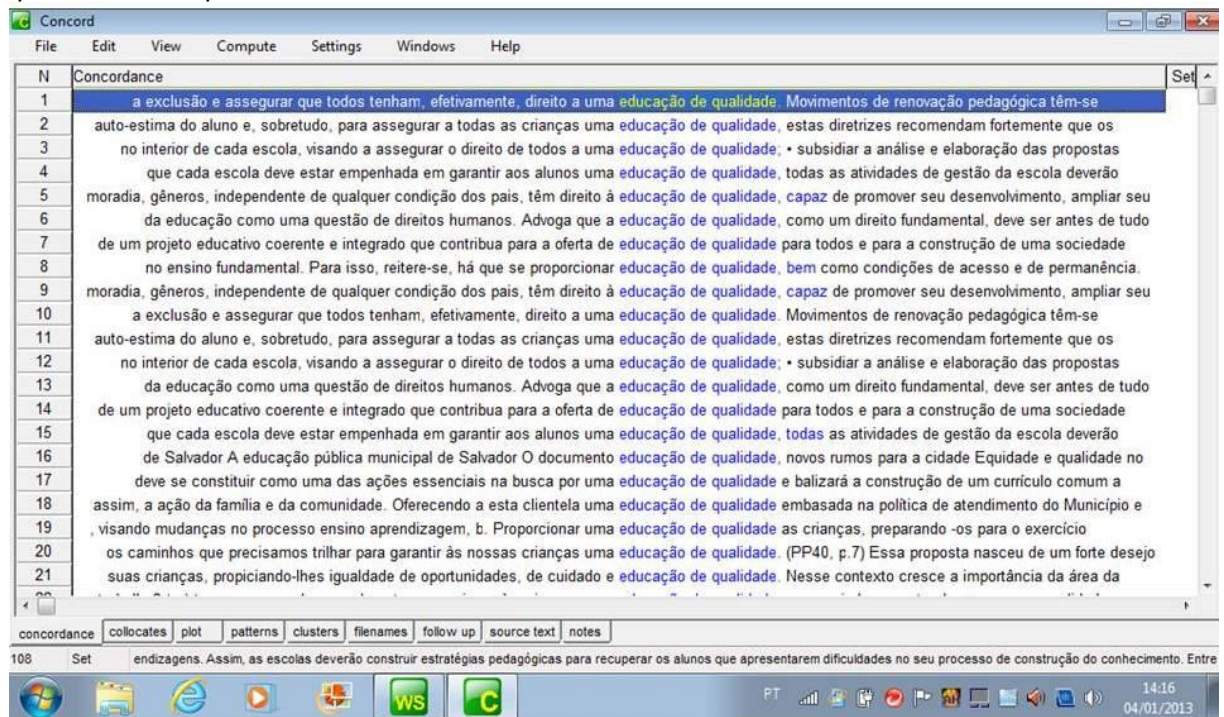 Concord
File Edit View Compute Settings Windows Help
N Concordance Set
1 a exclusão e assegurar que todos tenham, efetivamente, direito a uma educação de qualidade. Movimentos de renovação pedagógica têm-se
2 auto-estima do aluno e, sobretudo, para assegurar a todas as crianças uma educação de qualidade, estas diretrizes recomendam fortemente que os
3 no interior de cada escola, visando a assegurar o direito de todos a uma educação de qualidade; • subsidiar a análise e elaboração das propostas
4 que cada escola deve estar empenhada em garantir aos alunos uma educação de qualidade, todas as atividades de gestão da escola deverão
5 moradia, gêneros, independente de qualquer condição dos pais, têm direito à educação de qualidade, capaz de promover seu desenvolvimento, ampliar seu
6 da educação como uma questão de direitos humanos. Advoga que a educação de qualidade, como um direito fundamental, deve ser antes de tudo
7 de um projeto educativo coerente e integrado que contribua para a oferta de educação de qualidade para todos e para a construção de uma sociedade
8 no ensino fundamental. Para isso, reitere-se, há que se proporcionar educação de qualidade, bem como condições de acesso e de permanência.
9 moradia, gêneros, independente de qualquer condição dos pais, têm direito à educação de qualidade, capaz de promover seu desenvolvimento, ampliar seu
10 a exclusão e assegurar que todos tenham, efetivamente, direito a uma educação de qualidade. Movimentos de renovação pedagógica têm-se
11 auto-estima do aluno e, sobretudo, para assegurar a todas as crianças uma educação de qualidade, estas diretrizes recomendam fortemente que os
12 no interior de cada escola, visando a assegurar o direito de todos a uma educação de qualidade; • subsidiar a análise e elaboração das propostas
13 da educação como uma questão de direitos humanos. Advoga que a educação de qualidade, como um direito fundamental, deve ser antes de tudo
14 de um projeto educativo coerente e integrado que contribua para a oferta de educação de qualidade para todos e para a construção de uma sociedade
15 que cada escola deve estar empenhada em garantir aos alunos uma educação de qualidade, todas as atividades de gestão da escola deverão
16 de Salvador A educação pública municipal de Salvador O documento educação de qualidade, novos rumos para a cidade Equidade e qualidade no
17 deve se constituir como uma das ações essenciais na busca por uma educação de qualidade e balizará a construção de um currículo comum a
18 assim, a ação da família e da comunidade. Oferecendo a esta clientela uma educação de qualidade embasada na política de atendimento do Município e
19 , visando mudanças no processo ensino aprendizagem, b. Proporcionar uma educação de qualidade as crianças, preparando -os para o exercício
20 os caminhos que precisamos trilhar para garantir às nossas crianças uma educação de qualidade. (PP40, p.7) Essa proposta nasceu de um forte desejo
21 suas crianças, propiciando-lhes igualdade de oportunidades, de cuidado e educação de qualidade. Nesse contexto cresce a importância da área da
concordance collocates plot patterns clusters filenames follow up source text notes
108 Set endizagens. Assim, as escolas deverão construir estratégias pedagógicas para recuperar os alunos que apresentarem dificuldades no seu processo de construção do conhecimento. Entre
WS C PT 14:16
04/01/2013